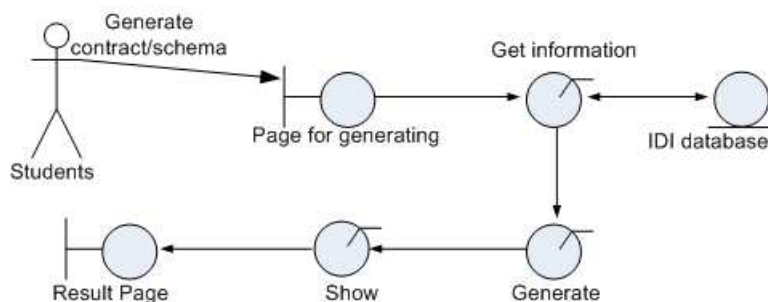 Generate
contract/schema
Get information
Page for generating
IDI database
Students
Result Page
Show
Generate